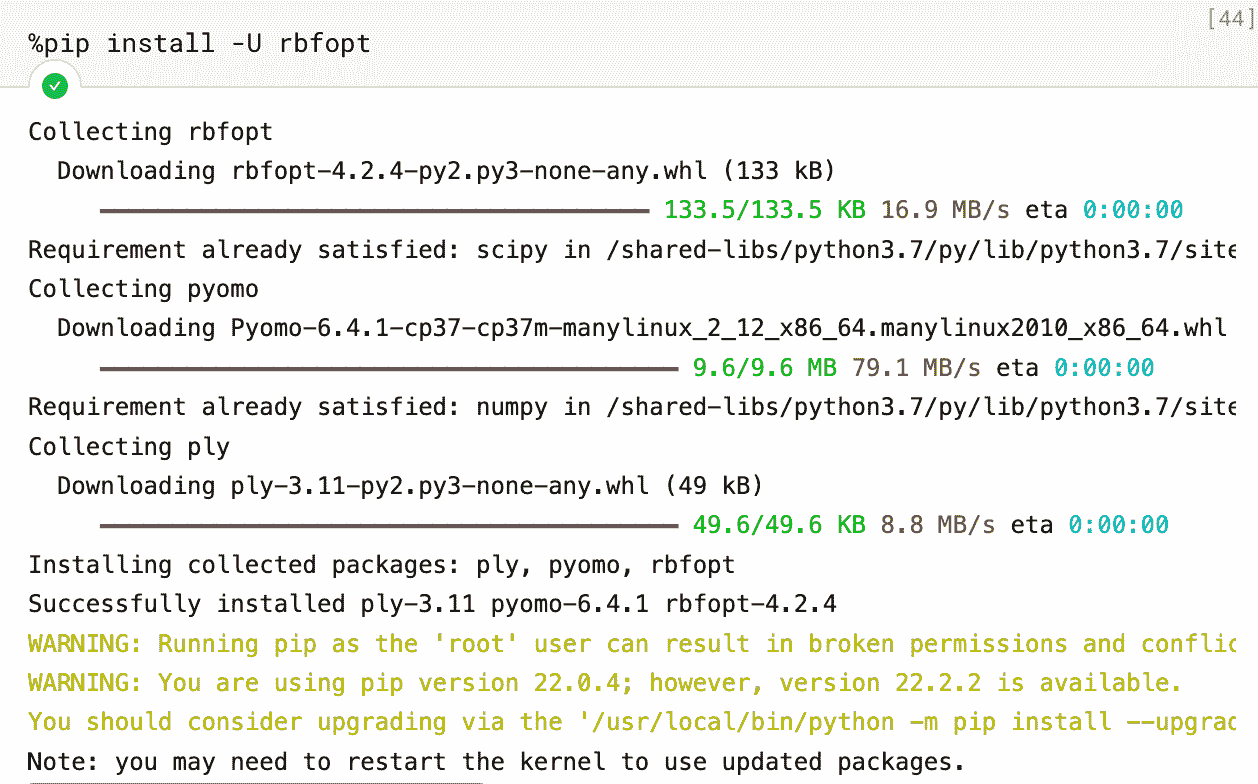 [44]
%pip install -U rbfopt
Collecting rbfopt
Downloading rbfopt-4.2.4-py2.py3-none-any.whl (133 kB)
133.5/133.5 KB 16.9 MB/s eta 0:00:00
Requirement already satisfied: scipy in /shared-libs/python3.7/py/lib/python3.7/site
Collecting pyomo
Downloading Pyomo-6.4.1-cp37-cp37m-manylinux_2_12_x86_64.manylinux2010_x86_64.whl
9.6/9.6 MB 79.1 MB/s eta 0:00:00
Requirement already satisfied: numpy in /shared-libs/python3.7/py/lib/python3.7/site
Collecting ply
Downloading ply-3.11-py2.py3-none-any.whl (49 kB)
49.6/49.6 KB 8.8 MB/s eta 0:00:00
Installing collected packages: ply, pyomo, rbfopt
Successfully installed ply-3.11 pyomo-6.4.1 rbfopt-4.2.4
WARNING: Running pip as the 'root' user can result in broken permissions and conflic
WARNING: You are using pip version 22.0.4; however, version 22.2.2 is available.
You should consider upgrading via the '/usr/local/bin/python -m pip install --upgrad
Note: you may need to restart the kernel to use updated packages.